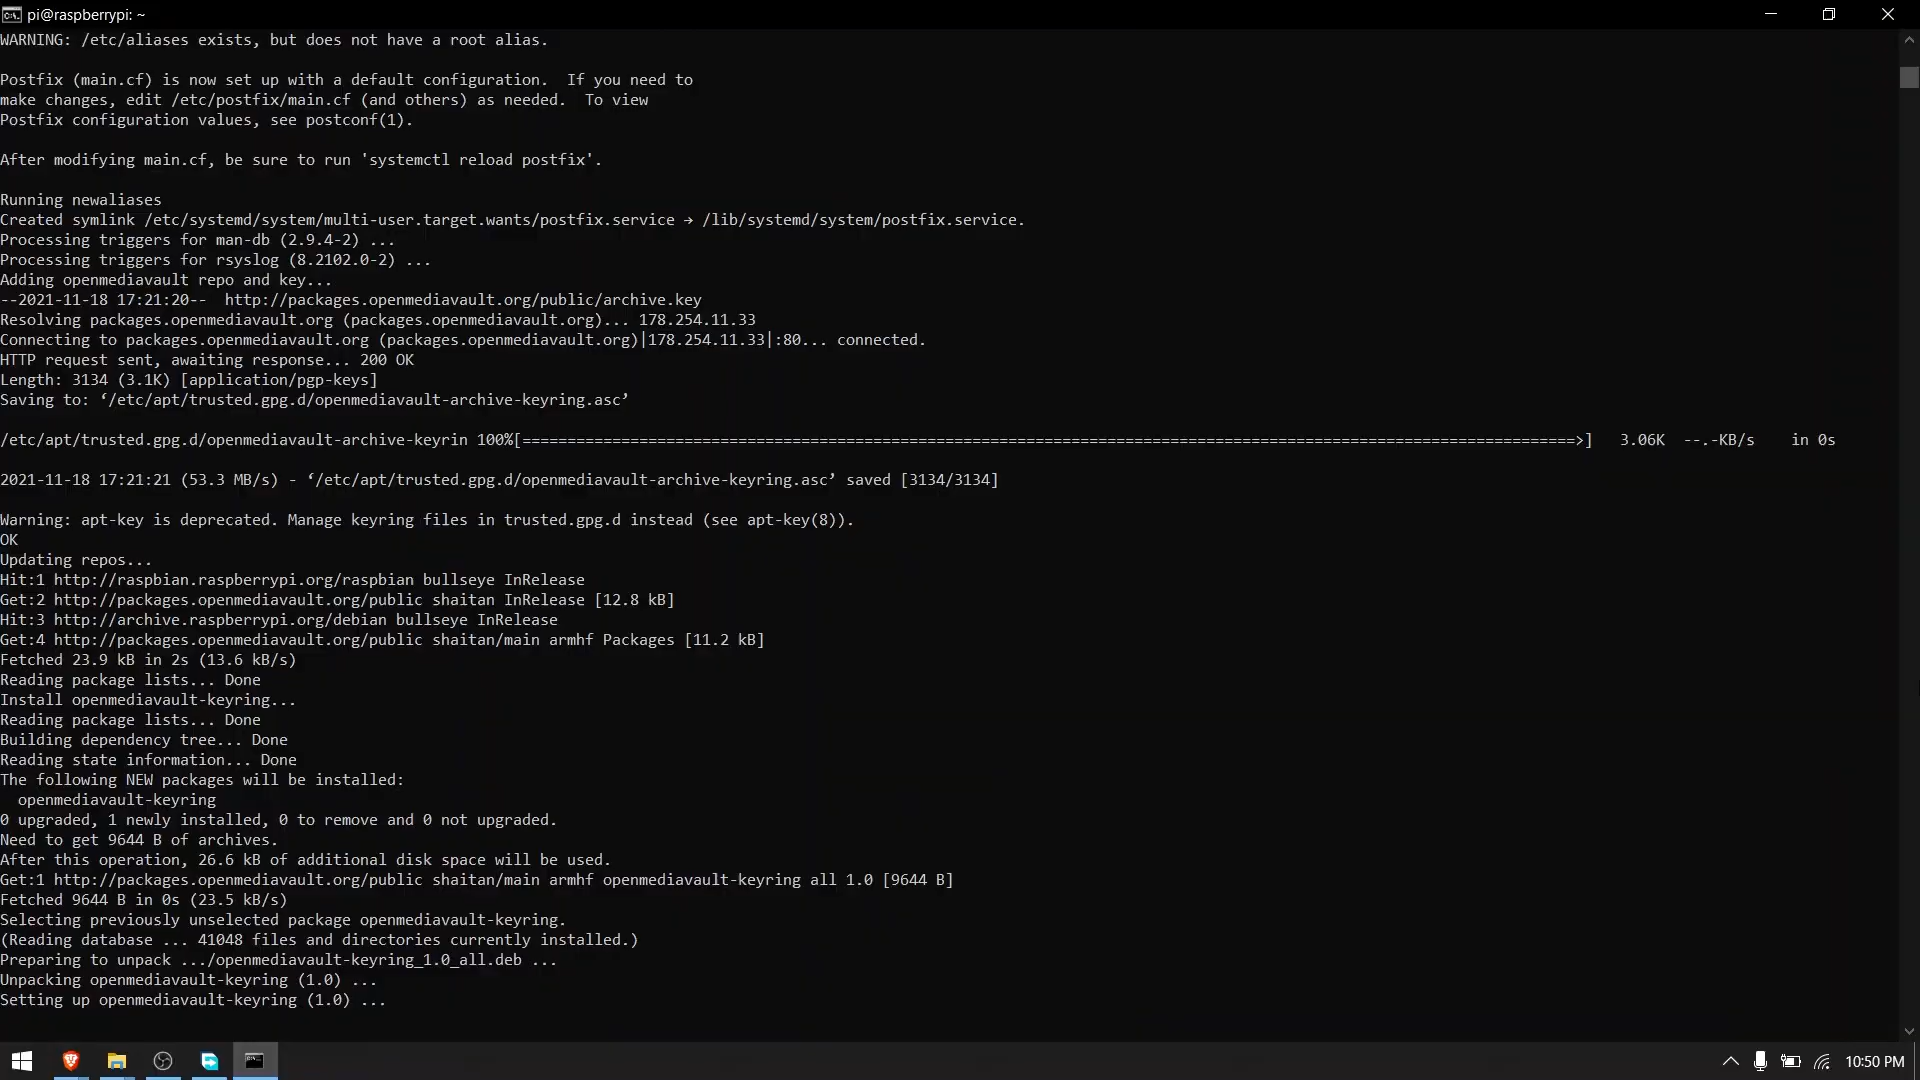 pi@raspberrypi: ~
WARNING: /etc/aliases exists, but does not have a root alias.
Postfix (main.cf) is now set up with a default configuration.  If you need to
make changes, edit /etc/postfix/main.cf (and others) as needed.  To view
Postfix configuration values, see postconf(1).
After modifying main.cf, be sure to run 'systemctl reload postfix'.
Running newaliases
Created symlink /etc/systemd/system/multi-user.target.wants/postfix.service → /lib/systemd/system/postfix.service.
Processing triggers for man-db (2.9.4-2) ...
Processing triggers for rsyslog (8.2102.0-2) ...
Adding openmediavault repo and key...
--2021-11-18 17:21:20--  http://packages.openmediavault.org/public/archive.key
Resolving packages.openmediavault.org (packages.openmediavault.org)... 178.254.11.33
Connecting to packages.openmediavault.org (packages.openmediavault.org)|178.254.11.33|:80... connected.
HTTP request sent, awaiting response... 200 OK
Length: 3134 (3.1K) [application/pgp-keys]
Saving to: ‘/etc/apt/trusted.gpg.d/openmediavault-archive-keyring.asc’
/etc/apt/trusted.gpg.d/openmediavault-archive-keyrin 100%[=====================================================================================================================>]   3.06K  --.-KB/s    in 0s
2021-11-18 17:21:21 (53.3 MB/s) - ‘/etc/apt/trusted.gpg.d/openmediavault-archive-keyring.asc’ saved [3134/3134]
Warning: apt-key is deprecated. Manage keyring files in trusted.gpg.d instead (see apt-key(8)).
OK
Updating repos...
Hit:1 http://raspbian.raspberrypi.org/raspbian bullseye InRelease
Get:2 http://packages.openmediavault.org/public shaitan InRelease [12.8 kB]
Hit:3 http://archive.raspberrypi.org/debian bullseye InRelease
Get:4 http://packages.openmediavault.org/public shaitan/main armhf Packages [11.2 kB]
Fetched 23.9 kB in 2s (13.6 kB/s)
Reading package lists... Done
Install openmediavault-keyring...
Reading package lists... Done
Building dependency tree... Done
Reading state information... Done
The following NEW packages will be installed:
  openmediavault-keyring
0 upgraded, 1 newly installed, 0 to remove and 0 not upgraded.
Need to get 9644 B of archives.
After this operation, 26.6 kB of additional disk space will be used.
Get:1 http://packages.openmediavault.org/public shaitan/main armhf openmediavault-keyring all 1.0 [9644 B]
Fetched 9644 B in 0s (23.5 kB/s)
Selecting previously unselected package openmediavault-keyring.
(Reading database ... 41048 files and directories currently installed.)
Preparing to unpack .../openmediavault-keyring_1.0_all.deb ...
Unpacking openmediavault-keyring (1.0) ...
Setting up openmediavault-keyring (1.0) ...
10:50 PM